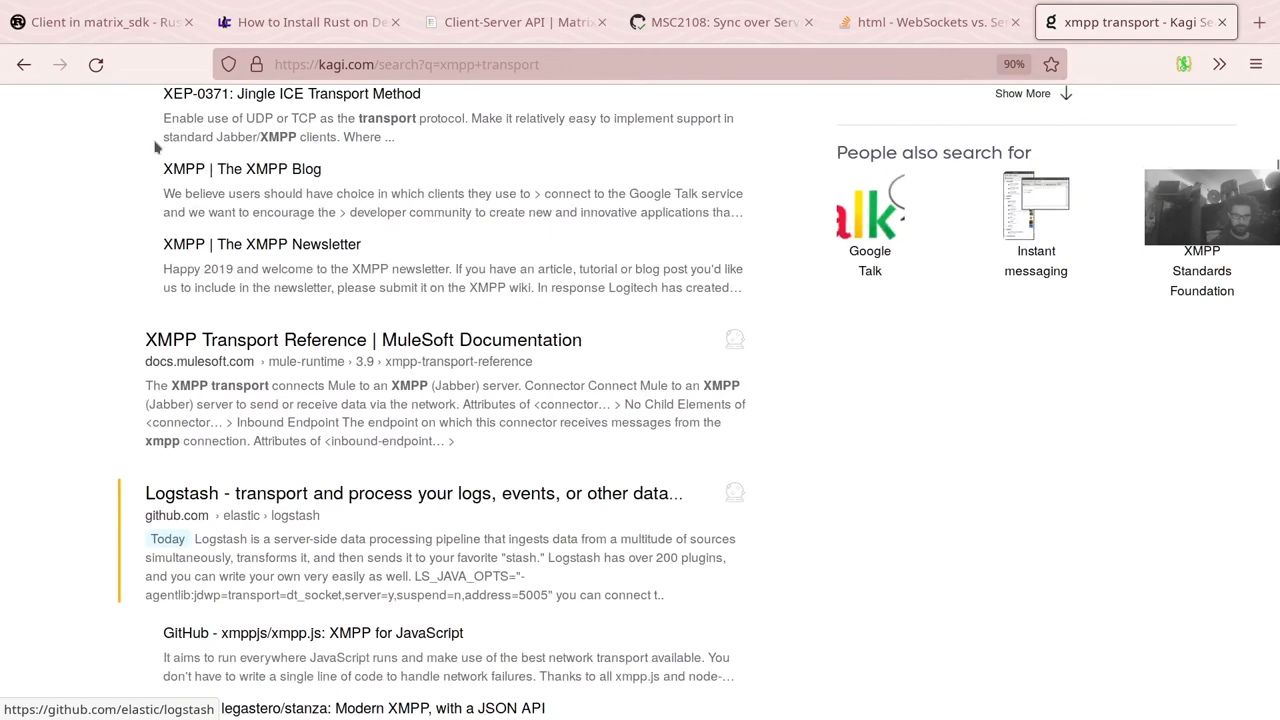 Client in matrix_sdk - Rus
How to Install Rust on De
Client-Server API | Matrix
MSC2108: Sync over Serv
html - WebSockets vs. Se
xmpp transport - Kagi Se
https://kagi.com/search?q=xmpp+transport
90%
XEP-0371: Jingle ICE Transport Method
Enable use of UDP or TCP as the transport protocol. Make it relatively easy to implement support in
standard Jabber/XMPP clients. Where ...
XMPP | The XMPP Blog
We believe users should have choice in which clients they use to > connect to the Google Talk service
and we want to encourage the > developer community to create new and innovative applications tha...
XMPP | The XMPP Newsletter
Happy 2019 and welcome to the XMPP newsletter. If you have an article, tutorial or blog post you'd like
us to include in the newsletter, please submit it on the XMPP wiki. In response Logitech has created...
XMPP Transport Reference | MuleSoft Documentation
docs.mulesoft.com › mule-runtime › 3.9 › xmpp-transport-reference
The XMPP transport connects Mule to an XMPP (Jabber) server. Connector Connect Mule to an XMPP
(Jabber) server to send or receive data via the network. Attributes of <connector... > No Child Elements of
<connector... > Inbound Endpoint The endpoint on which this connector receives messages from the
xmpp connection. Attributes of <inbound-endpoint... >
Logstash - transport and process your logs, events, or other data...
github.com › elastic › logstash
Today Logstash is a server-side data processing pipeline that ingests data from a multitude of sources
simultaneously, transforms it, and then sends it to your favorite "stash." Logstash has over 200 plugins,
and you can write your own very easily as well. LS_JAVA_OPTS="-
agentlib:jdwp=transport=dt_socket,server=y,suspend=n,address=5005" you can connect t..
GitHub - xmppjs/xmpp.js: XMPP for JavaScript
It aims to run everywhere JavaScript runs and make use of the best network transport available. You
don't have to write a single line of code to handle network failures. Thanks to all xmpp.js and node-...
legastero/stanza: Modern XMPP, with a JSON API
https://github.com/elastic/logstash
Show More
People also search for
alk
Google
Talk
Instant
messaging
XMPP
Standards
Foundation